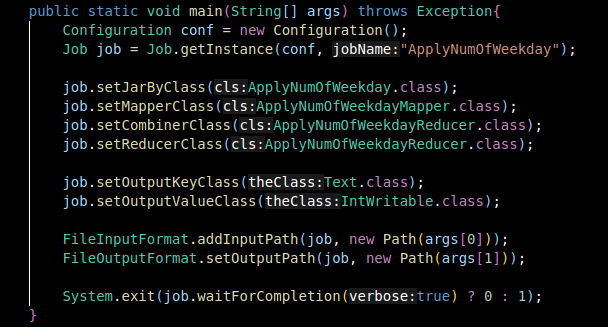 public static void main(String[] args) throws Exception{
Configuration conf = new Configuration();
Job job = Job.getInstance(conf, jobName:"ApplyNumOfWeekday");
job.setJarByClass(cls:ApplyNumOfWeekday.class);
job.setMapperClass(cls:ApplyNumOfWeekdayMapper.class);
job.setCombinerClass(cls:ApplyNumOfWeekdayReducer.class);
job.setReducerClass(cls:ApplyNumOfWeekdayReducer.class);
job.setOutputKeyClass(theClass:Text.class);
job.setOutputValueClass(theClass:IntWritable.class);
FileInputFormat.addInputPath(job, new Path(args[0]));
FileOutputFormat.setOutputPath(job, new Path(args[1]));
System.exit(job.waitForCompletion(verbose:true) ? 0 : 1);
}